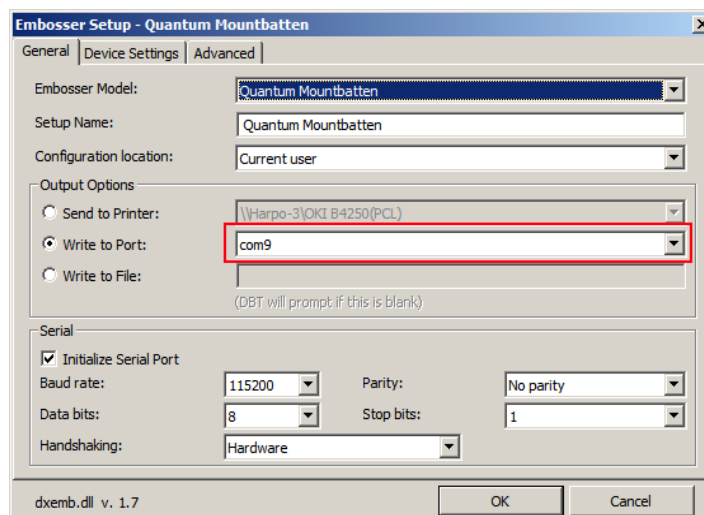 Embosser Setup - Quantum Mountbatten
General Device Settings Advanced
Embosser Model: Quantum Mountbatten
Setup Name: Quantum Mountbatten
Configuration location: Current user
Output Options
Send to Printer: \\Harpo-3\OKI B4250(PCL)
Write to Port: com9
Write to File:
(DBT will prompt if this is blank)
Serial
Initialize Serial Port
Baud rate: 115200 Parity: No parity
Data bits: 8 Stop bits: 1
Handshaking: Hardware
dxemb.dll v. 1.7 OK Cancel